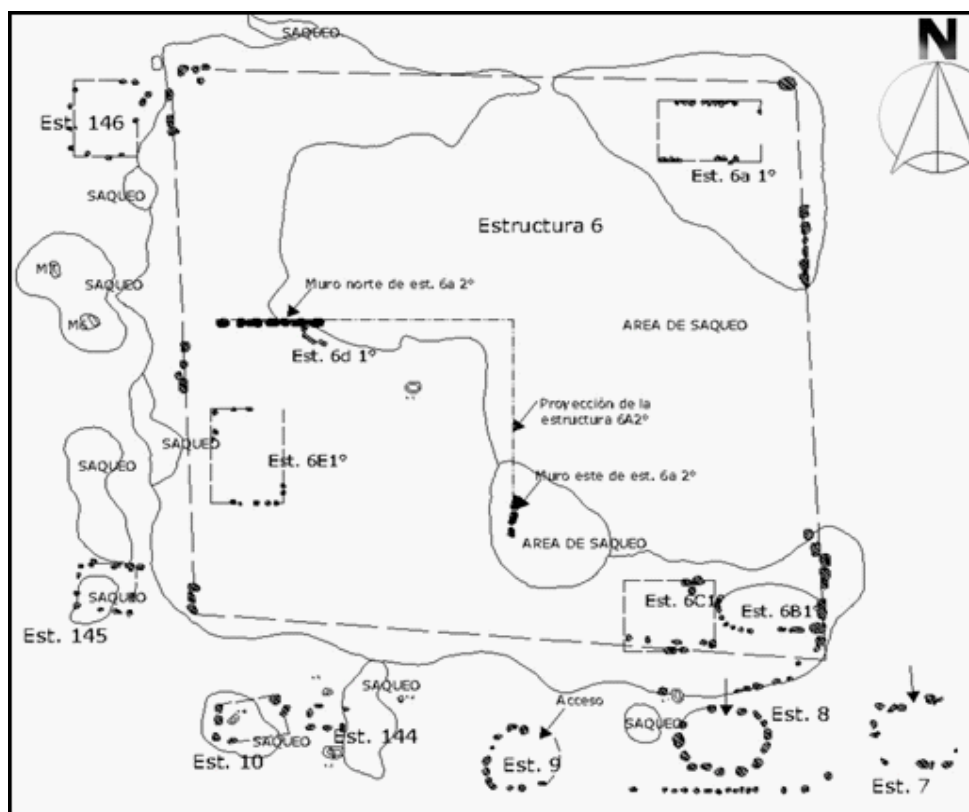 SAQUEO
N
Est. 146
Est. 6a 1°
SAQUEO
Estructura 6
SAQUEO
Muro norte de est. 6a 2°
AREA DE SAQUEO
Est. 6d 1°
Proyección de la
estructura 6A2°
SAQUEO
Est. 6E1°
SAQUEO
Muro este de est. 6a 2°
AREA DE SAQUEO
SAQUEO
Est. 6C1°
Est. 6B1°
Est. 145
SAQUEO
Acceso
Est. 8
SAQUEO
Est. 144
SAQUEO
Est. 10
Est. 9
Est. 7